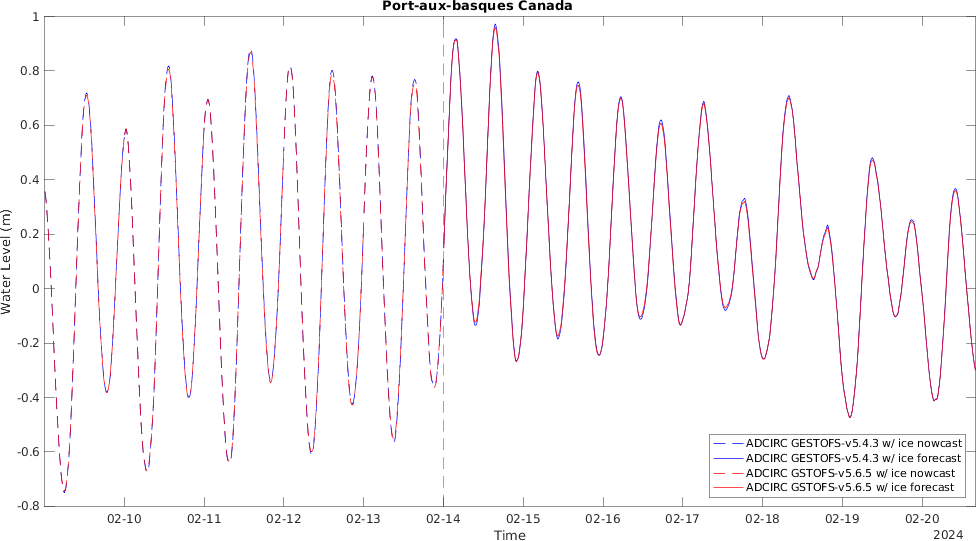 Port-aux-basques Canada
1
0.8
0.6
0.4
0.2
0
-0.2
-0.4
-0.6
-0.8
Water Level (m)
ADCIRC GESTOFS-v5.4.3 w/ ice nowcast
ADCIRC GESTOFS-v5.4.3 w/ ice forecast
ADCIRC GSTOFS-v5.6.5 w/ ice nowcast
ADCIRC GSTOFS-v5.6.5 w/ ice forecast
02-10 02-11 02-12 02-13 02-14 02-15 02-16 02-17 02-18 02-19 02-20
Time
2024